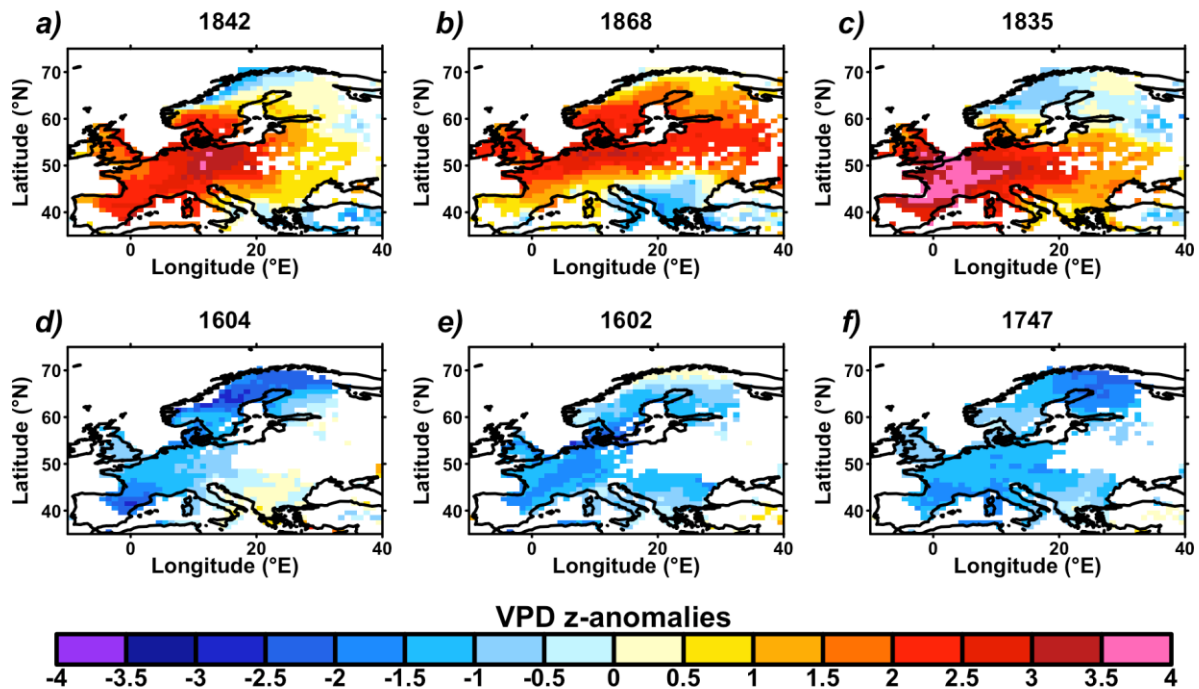 a) 1842
b) 1868
c) 1835
Latitude (°N)
70
60
50
40
0 20 40
Longitude (°E)
Latitude (°N)
70
60
50
40
0 20 40
Longitude (°E)
Latitude (°N)
70
60
50
40
0 20 40
Longitude (°E)
d) 1604
e) 1602
f) 1747
Latitude (°N)
70
60
50
40
0 20 40
Longitude (°E)
Latitude (°N)
70
60
50
40
0 20 40
Longitude (°E)
Latitude (°N)
70
60
50
40
0 20 40
Longitude (°E)
VPD z-anomalies
-4 -3.5 -3 -2.5 -2 -1.5 -1 -0.5 0 0.5 1 1.5 2 2.5 3 3.5 4